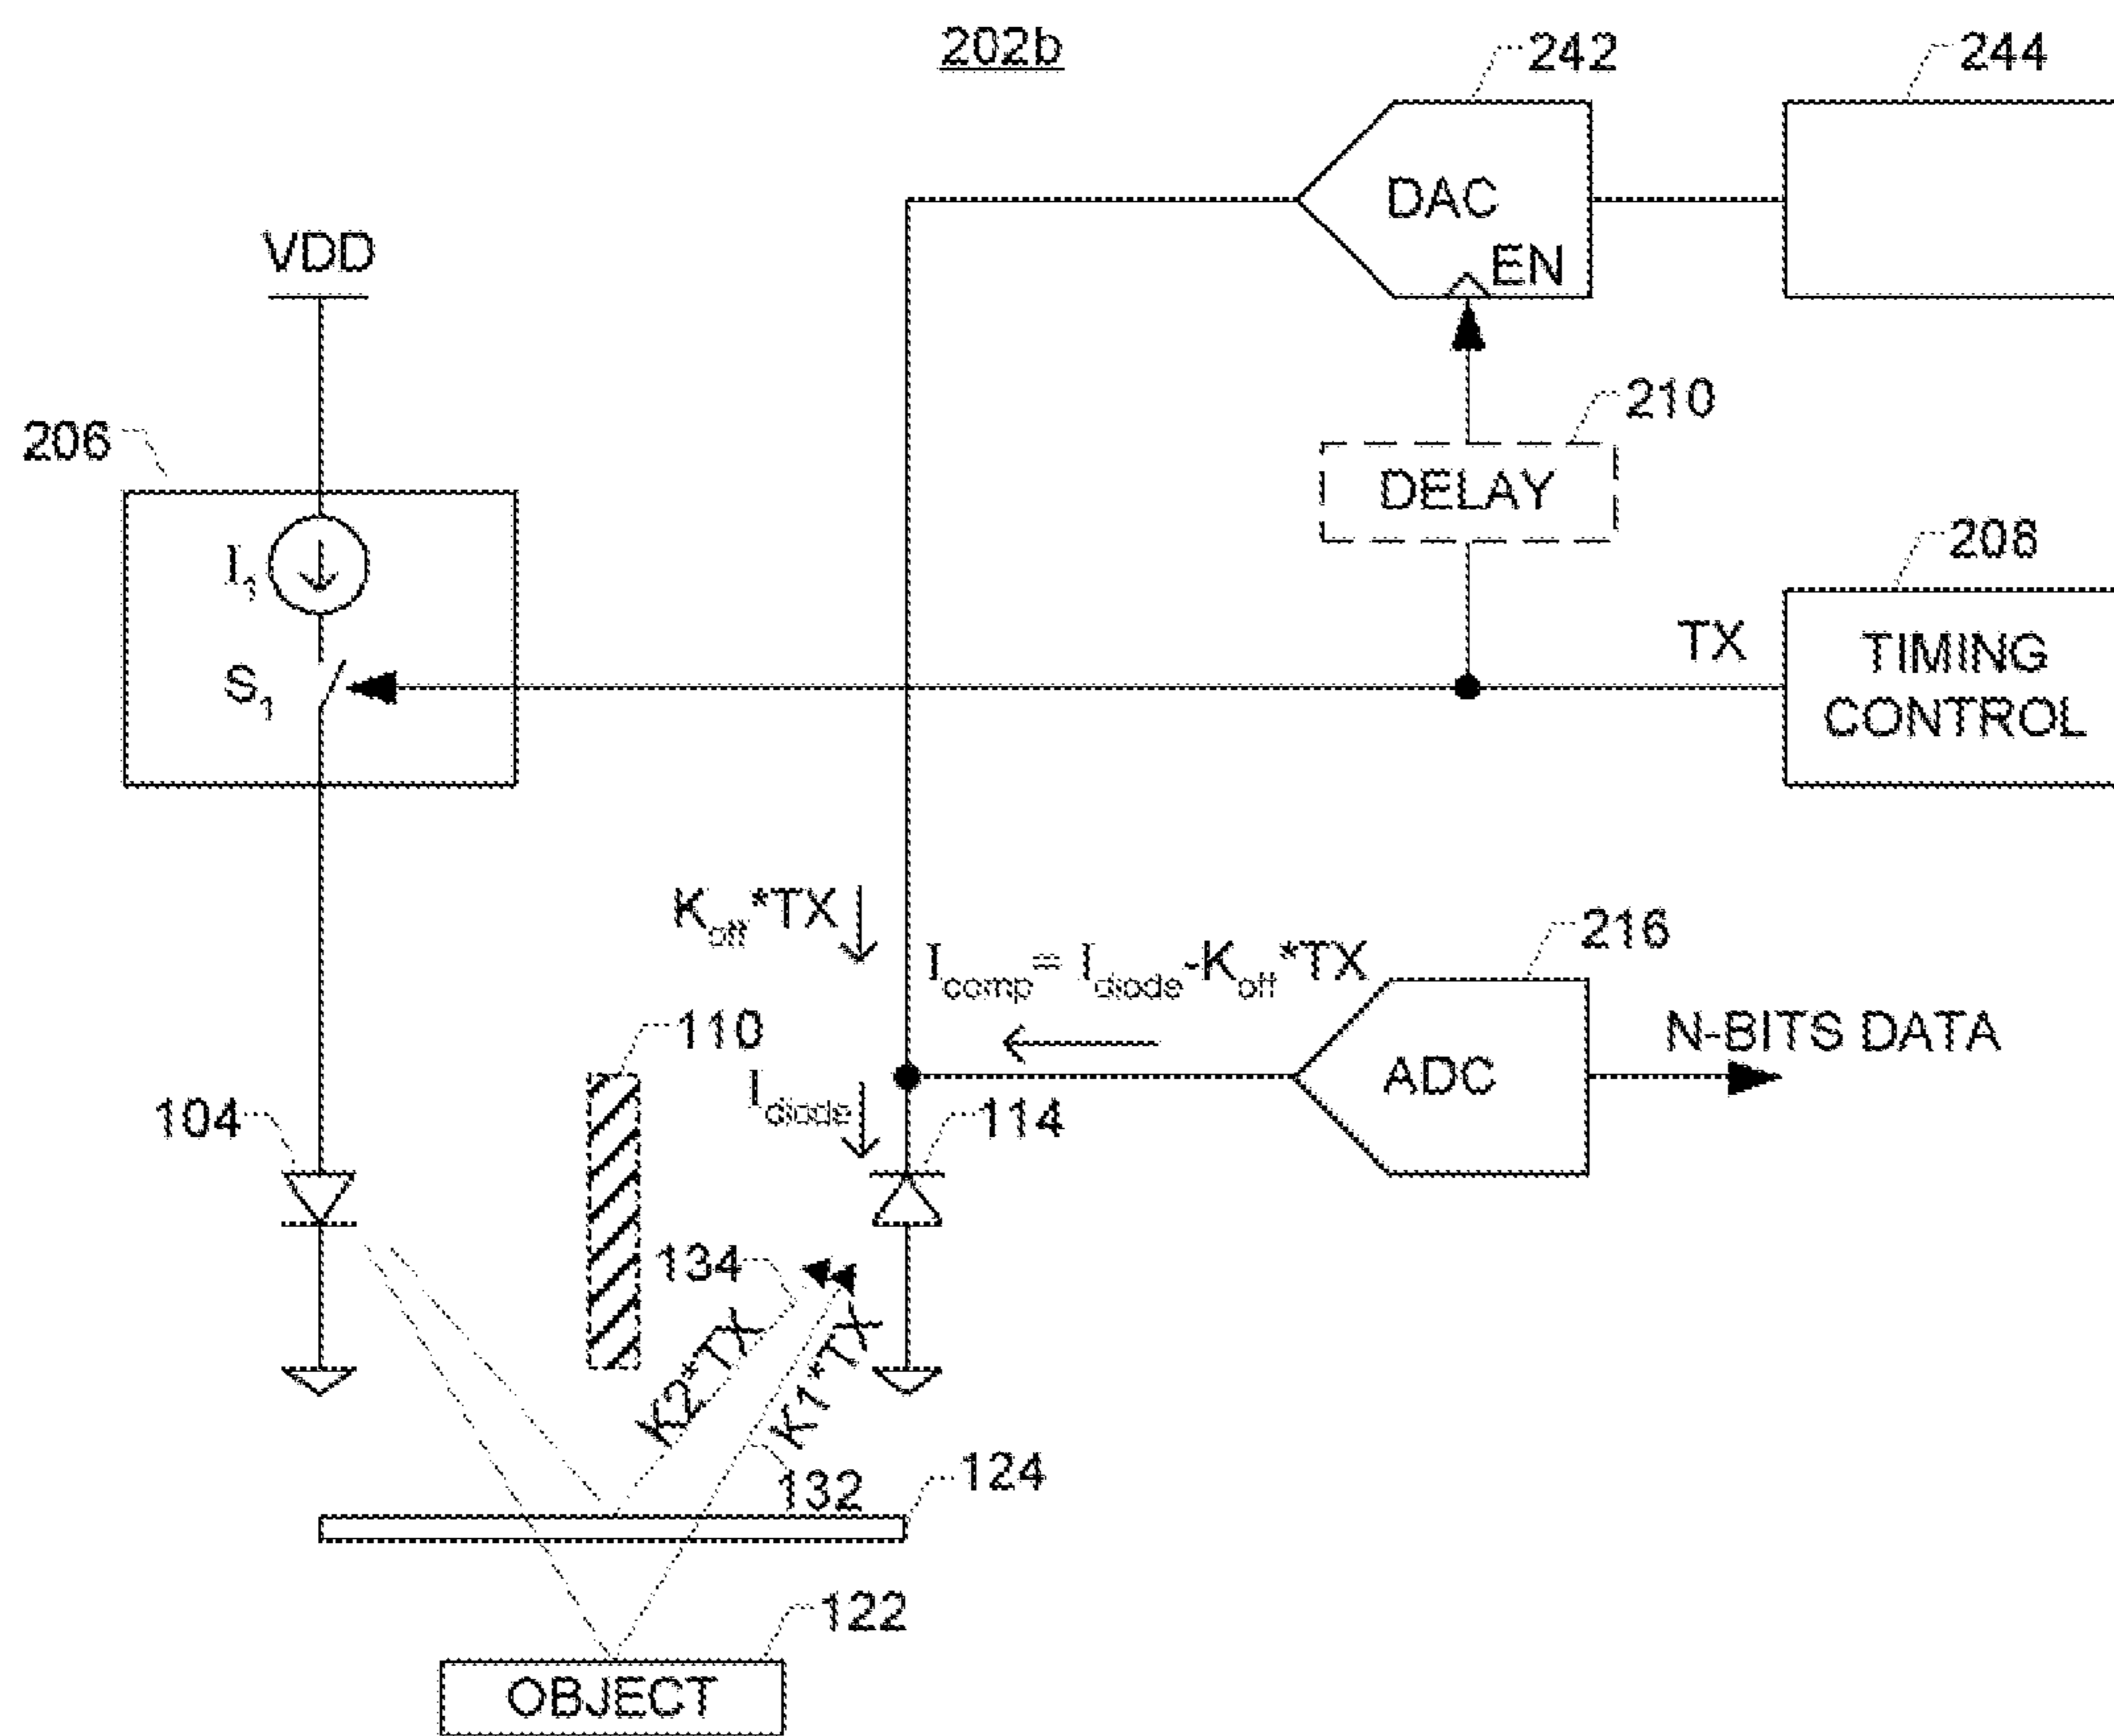 202b
242
244
DAC
EN
VDD
206
210
DELAY
208
I1
S1
TX
TIMING
CONTROL
Koff*TX
Icomp= Idiode-Koff*TX
216
110
N-BITS DATA
ADC
Idiode
104
114
134
K2*TX
K1*TX
132
124
122
OBJECT